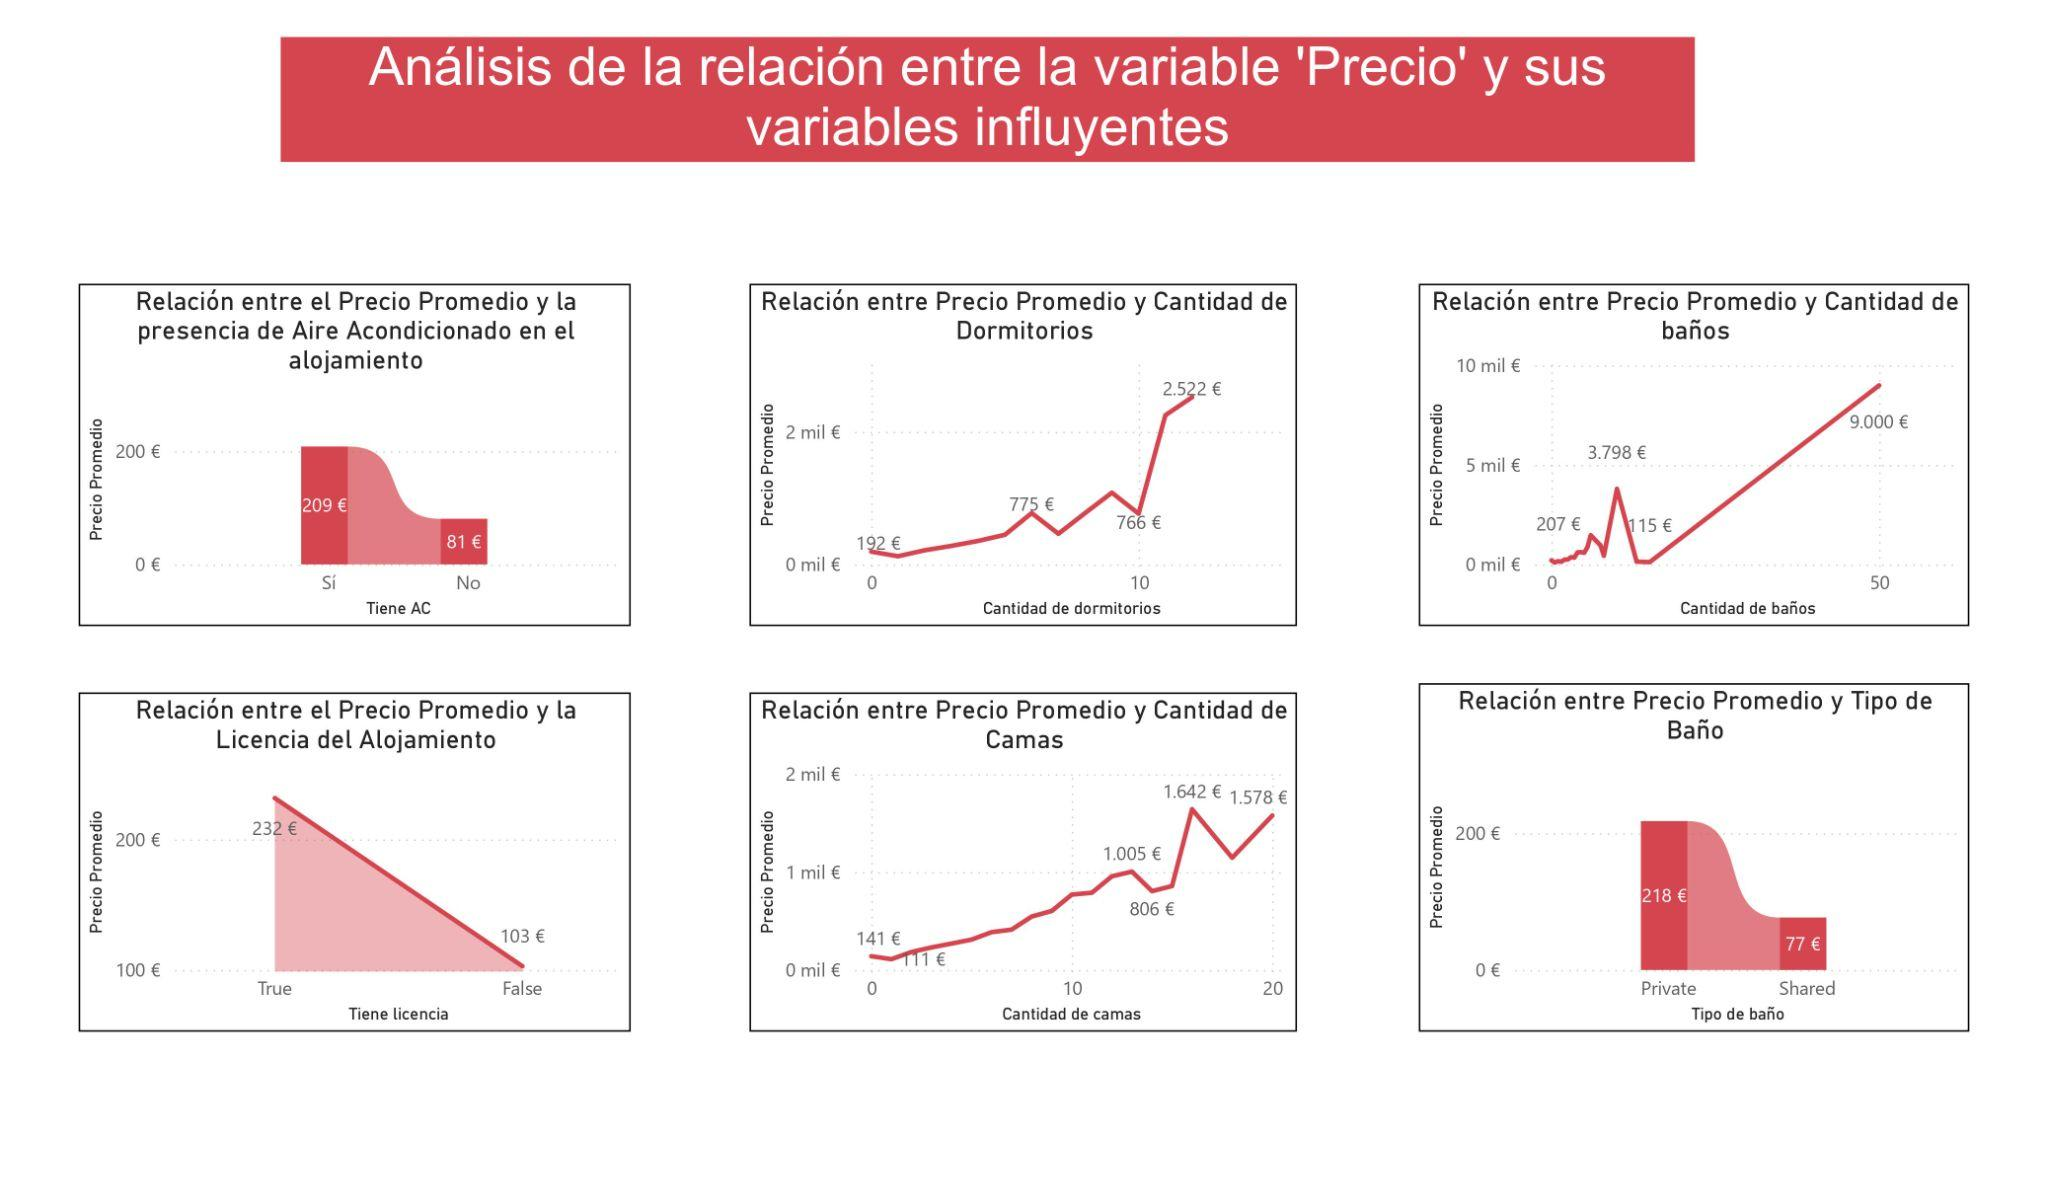 Análisis de la relación entre la variable 'Precio' y sus
variables influyentes
Relación entre el Precio Promedio y la
presencia de Aire Acondicionado en el
alojamiento
Precio Promedio
200 €
0 €
209 €
81 €
Sí
No
Tiene AC
Relación entre Precio Promedio y Cantidad de
Dormitorios
Precio Promedio
2 mil €
0 mil €
192 €
775 €
766 €
2.522 €
0
10
Cantidad de dormitorios
Relación entre Precio Promedio y Cantidad de
baños
Precio Promedio
10 mil €
5 mil €
0 mil €
207 €
3.798 €
115 €
9.000 €
0
50
Cantidad de baños
Relación entre el Precio Promedio y la
Licencia del Alojamiento
Precio Promedio
200 €
100 €
232 €
103 €
True
False
Tiene licencia
Relación entre Precio Promedio y Cantidad de
Camas
Precio Promedio
2 mil €
1 mil €
0 mil €
141 €
111 €
1.005 €
806 €
1.642 €
1.578 €
0
10
20
Cantidad de camas
Relación entre Precio Promedio y Tipo de
Baño
Precio Promedio
200 €
0 €
218 €
77 €
Private
Shared
Tipo de baño